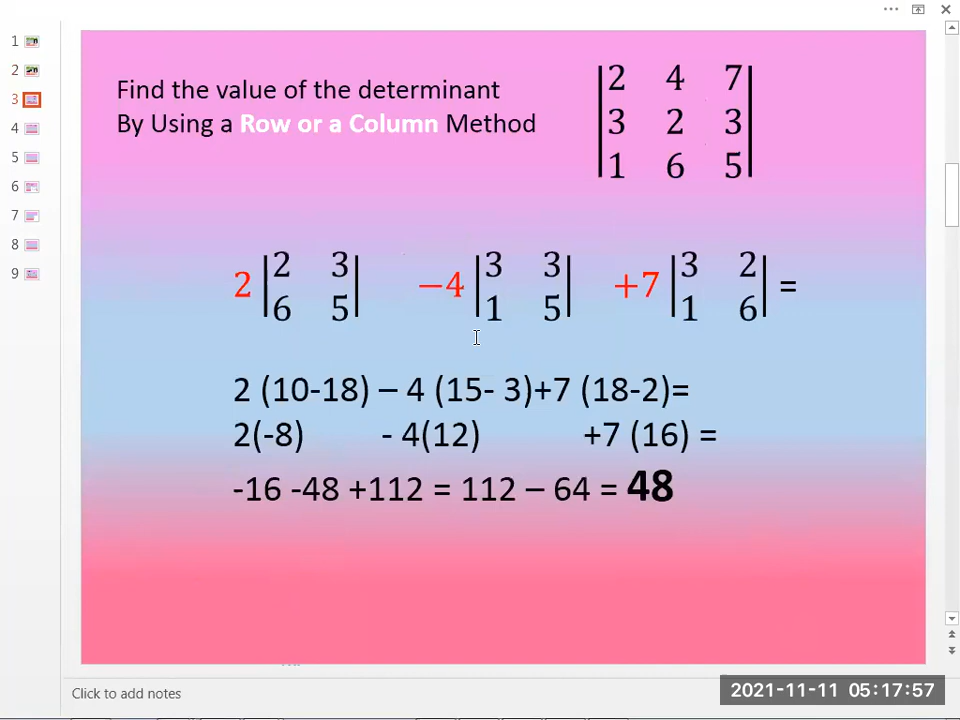 1
2
3
4
5
6
7
8
9
Find the value of the determinant
By Using a Row or a Column Method
|2 4 7|
|3 2 3|
|1 6 5|
2 |2 3| −4 |3 3| +7 |3 2| =
|6 5| |1 5| |1 6|
2 (10-18) – 4 (15- 3)+7 (18-2)=
2(-8) - 4(12) +7 (16) =
-16 -48 +112 = 112 – 64 = 48
Click to add notes
2021-11-11 05:17:57